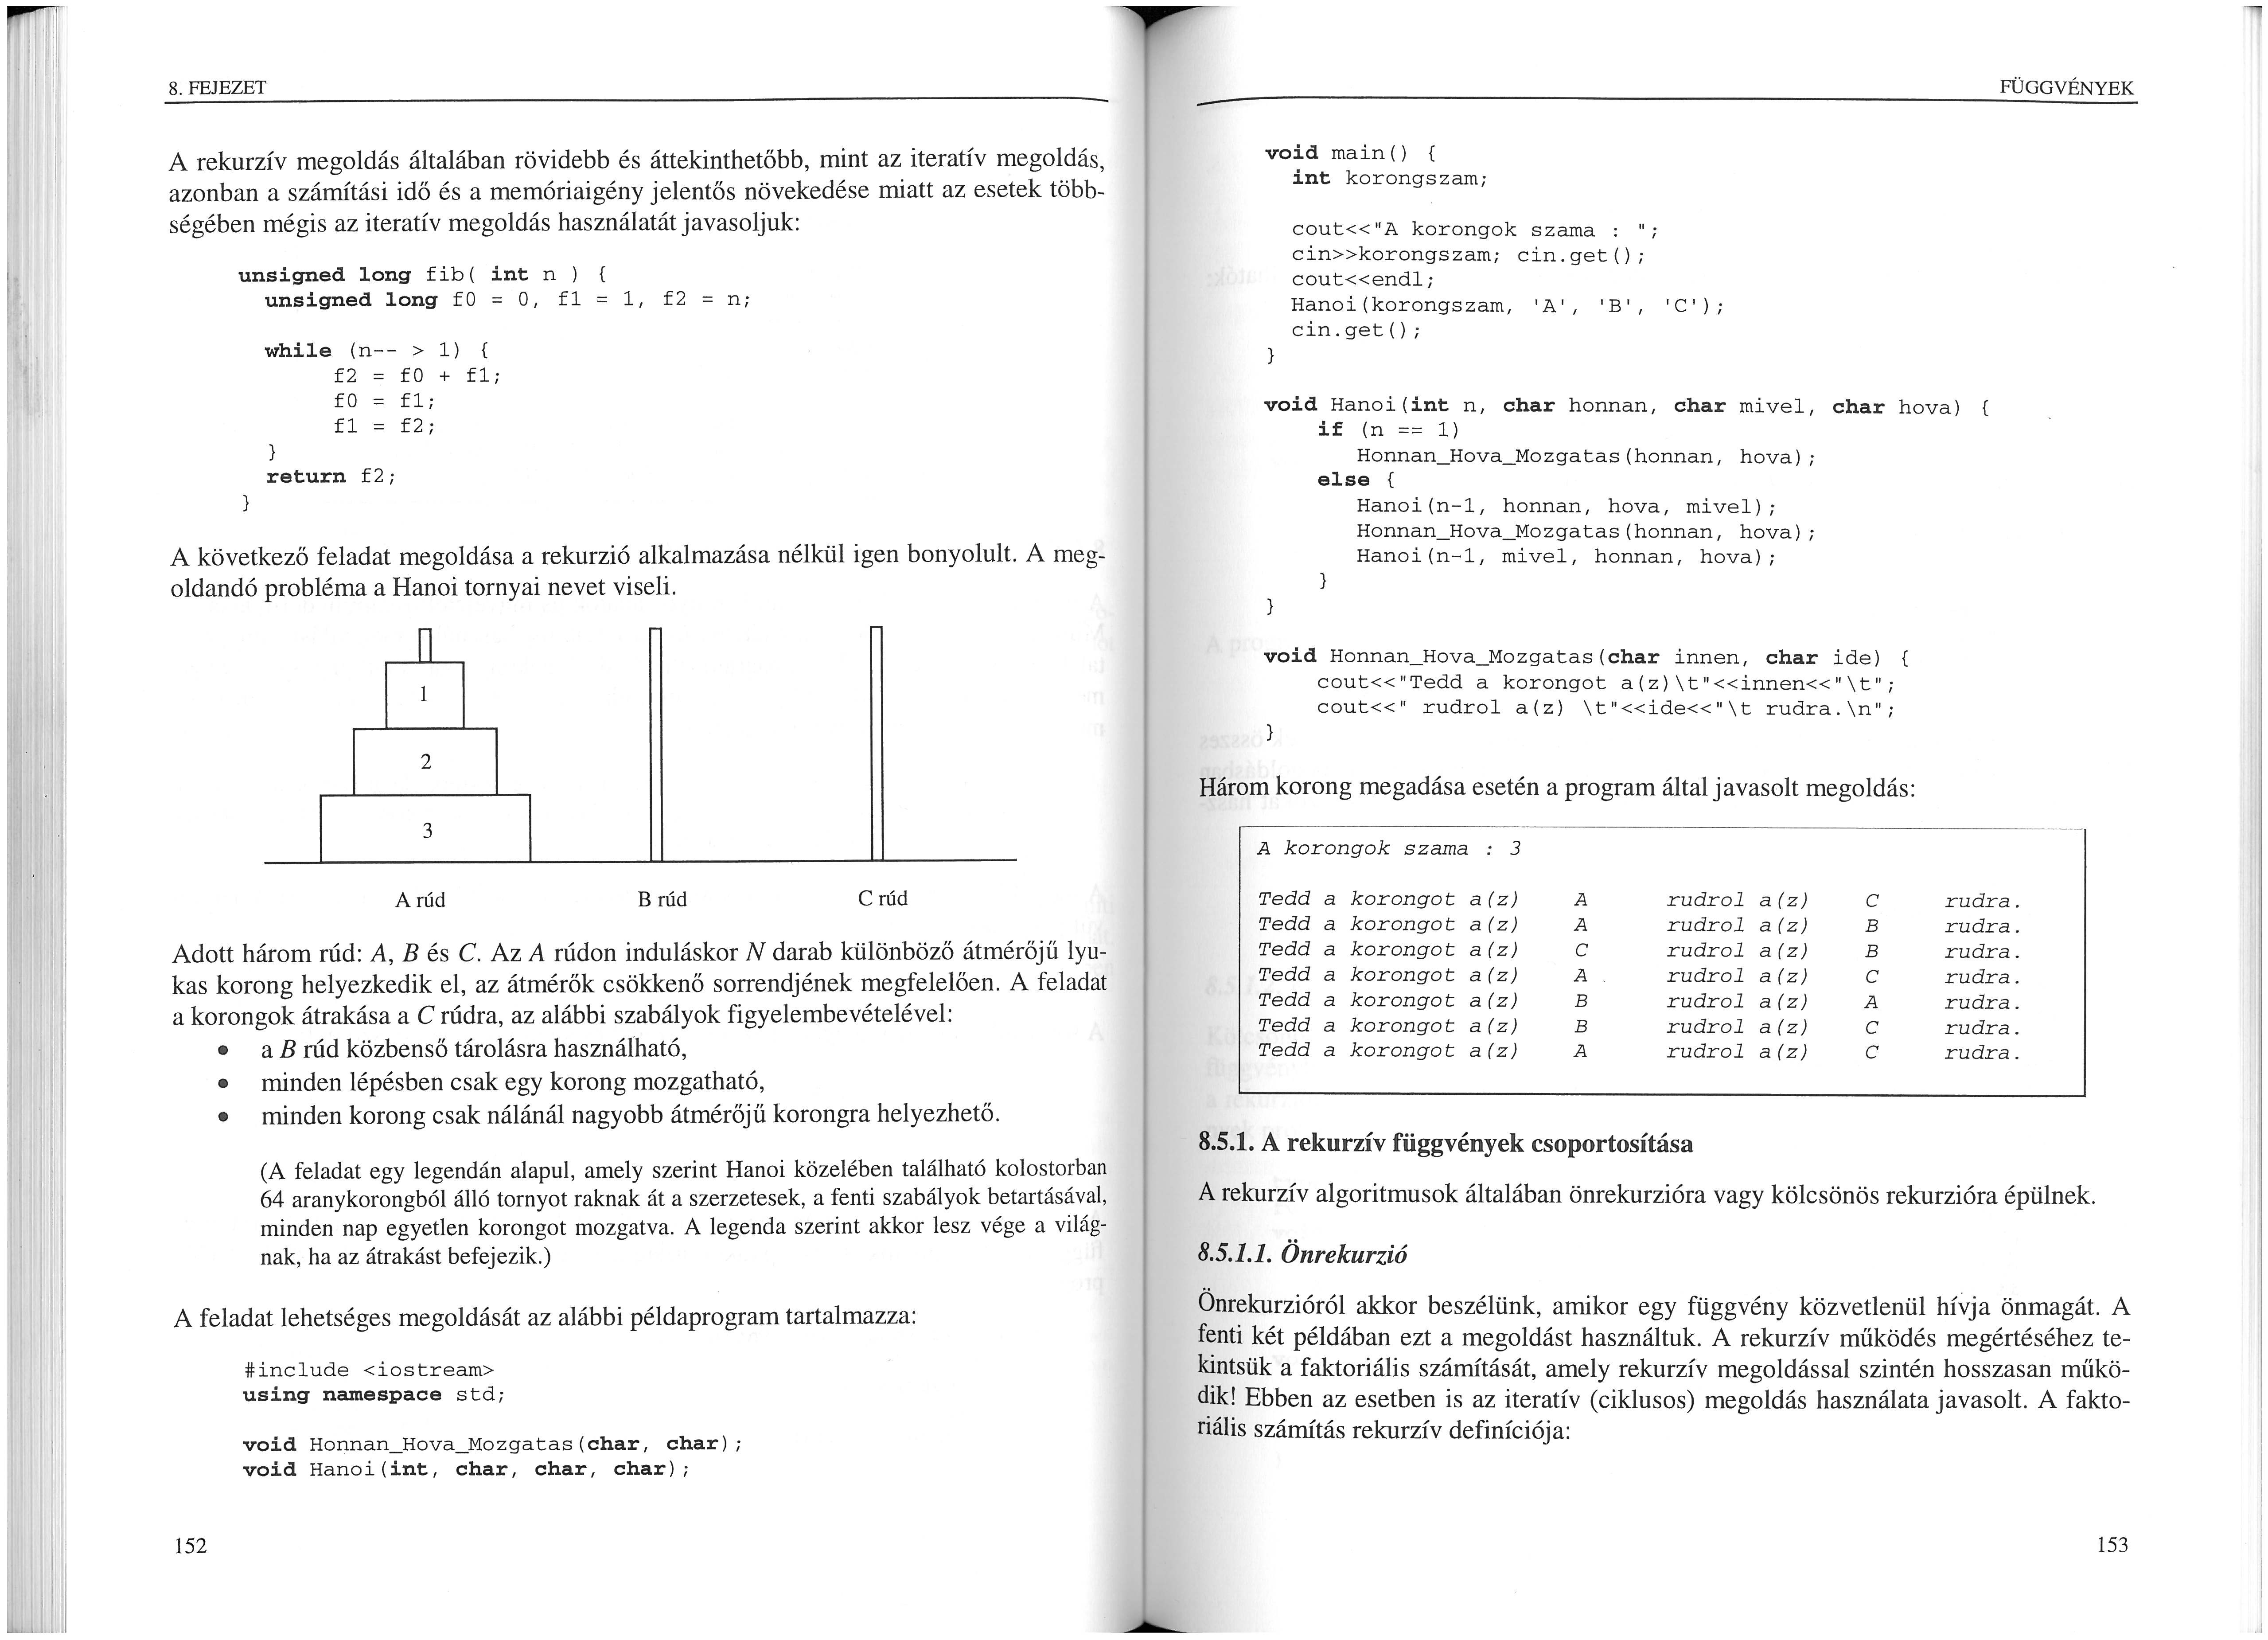 8. FEJEZET
A rekurzív megoldás általában rövidebb és áttekinthetőbb, mint az iteratív megoldás,
azonban a számítási idő és a memóriaigény jelentős növekedése miatt az esetek több-
ségében mégis az iteratív megoldás használatát javasoljuk:
unsigned long fib( int n ) {
unsigned long f0 = 0, f1 = 1, f2 = n;
while (n-- > 1) {
f2 = f0 + f1;
f0 = f1;
f1 = f2;
}
return f2;
}
A következő feladat megoldása a rekurzió alkalmazása nélkül igen bonyolult. A meg-
oldandó probléma a Hanoi tornyai nevet viseli.
1
2
3
A rúd B rúd C rúd
Adott három rúd: A, B és C. Az A rúdon induláskor N darab különböző átmérőjű lyu-
kas korong helyezkedik el, az átmérők csökkenő sorrendjének megfelelően. A feladat
a korongok átrakása a C rúdra, az alábbi szabályok figyelembevételével:
• a B rúd közbenső tárolásra használható,
• minden lépésben csak egy korong mozgatható,
• minden korong csak nálánál nagyobb átmérőjű korongra helyezhető.
(A feladat egy legendán alapul, amely szerint Hanoi közelében található kolostorban
64 aranykorongból álló tornyot raknak át a szerzetesek, a fenti szabályok betartásával,
minden nap egyetlen korongot mozgatva. A legenda szerint akkor lesz vége a világ-
nak, ha az átrakást befejezik.)
A feladat lehetséges megoldását az alábbi példaprogram tartalmazza:
#include <iostream>
using namespace std;
void Honnan_Hova_Mozgatas(char, char);
void Hanoi(int, char, char, char);
152
FÜGGVÉNYEK
void main() {
int korongszam;
cout<<"A korongok szama : ";
cin>>korongszam; cin.get();
cout<<endl;
Hanoi(korongszam, 'A', 'B', 'C');
cin.get();
}
void Hanoi(int n, char honnan, char mivel, char hova) {
if (n == 1)
Honnan_Hova_Mozgatas(honnan, hova);
else {
Hanoi(n-1, honnan, hova, mivel);
Honnan_Hova_Mozgatas(honnan, hova);
Hanoi(n-1, mivel, honnan, hova);
}
}
void Honnan_Hova_Mozgatas(char innen, char ide) {
cout<<"Tedd a korongot a(z)\t"<<innen<<"\t";
cout<<" rudrol a(z) \t"<<ide<<"\t rudra.\n";
}
Három korong megadása esetén a program által javasolt megoldás:
A korongok szama : 3
Tedd a korongot a(z) A rudrol a(z) C rudra.
Tedd a korongot a(z) A rudrol a(z) B rudra.
Tedd a korongot a(z) C rudrol a(z) B rudra.
Tedd a korongot a(z) A rudrol a(z) C rudra.
Tedd a korongot a(z) B rudrol a(z) A rudra.
Tedd a korongot a(z) B rudrol a(z) C rudra.
Tedd a korongot a(z) A rudrol a(z) C rudra.
8.5.1. A rekurzív függvények csoportosítása
A rekurzív algoritmusok általában önrekurzióra vagy kölcsönös rekurzióra épülnek.
8.5.1.1. Önrekurzió
Önrekurzióról akkor beszélünk, amikor egy függvény közvetlenül hívja önmagát. A
fenti két példában ezt a megoldást használtuk. A rekurzív működés megértéséhez te-
kintsük a faktoriális számítását, amely rekurzív megoldással szintén hosszasan műkö-
dik! Ebben az esetben is az iteratív (ciklusos) megoldás használata javasolt. A fakto-
riális számítás rekurzív definíciója:
153